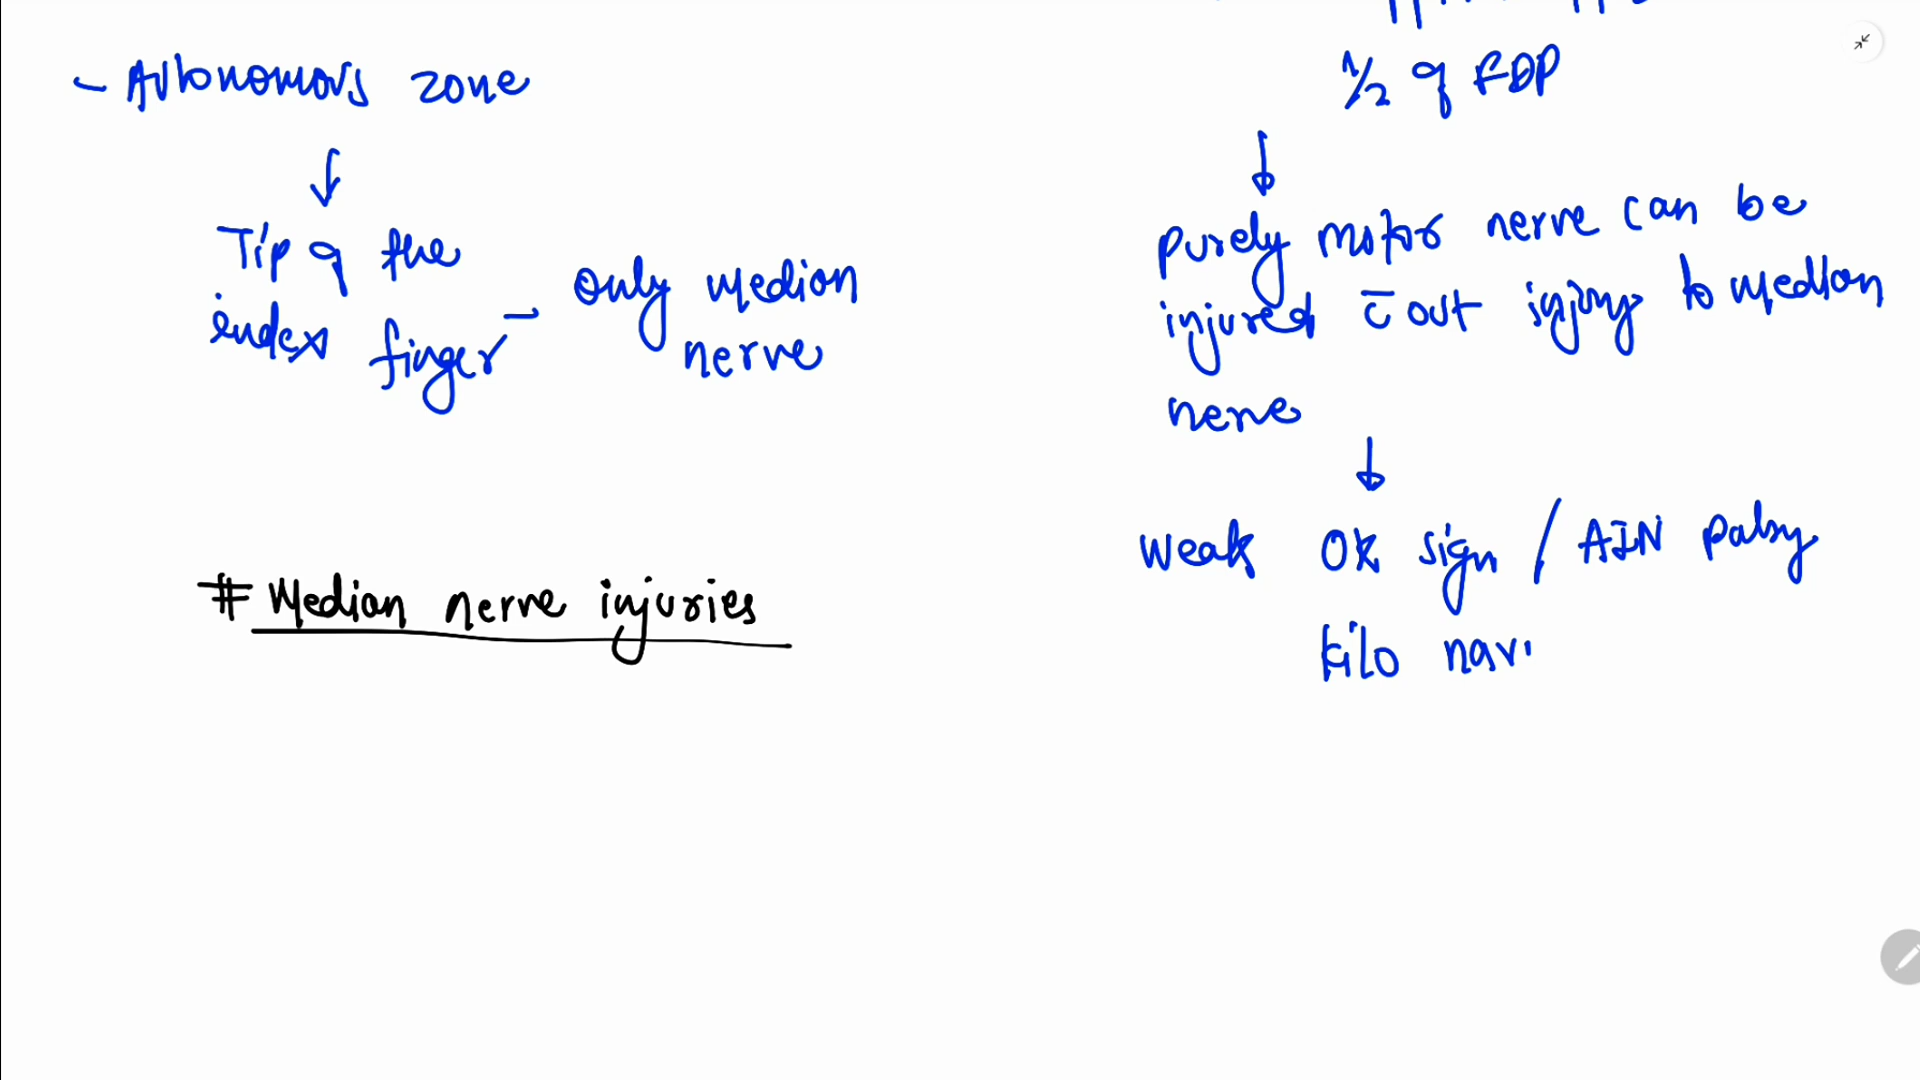 - Autonomous zone
↓
Tip of the
index finger - only median
nerve
# Median nerve injuries
1/2 of FDP
↓
purely motor nerve can be
injured c̄out injury to median
nerve
↓
weak OK sign / AIN palsy
kilo navi